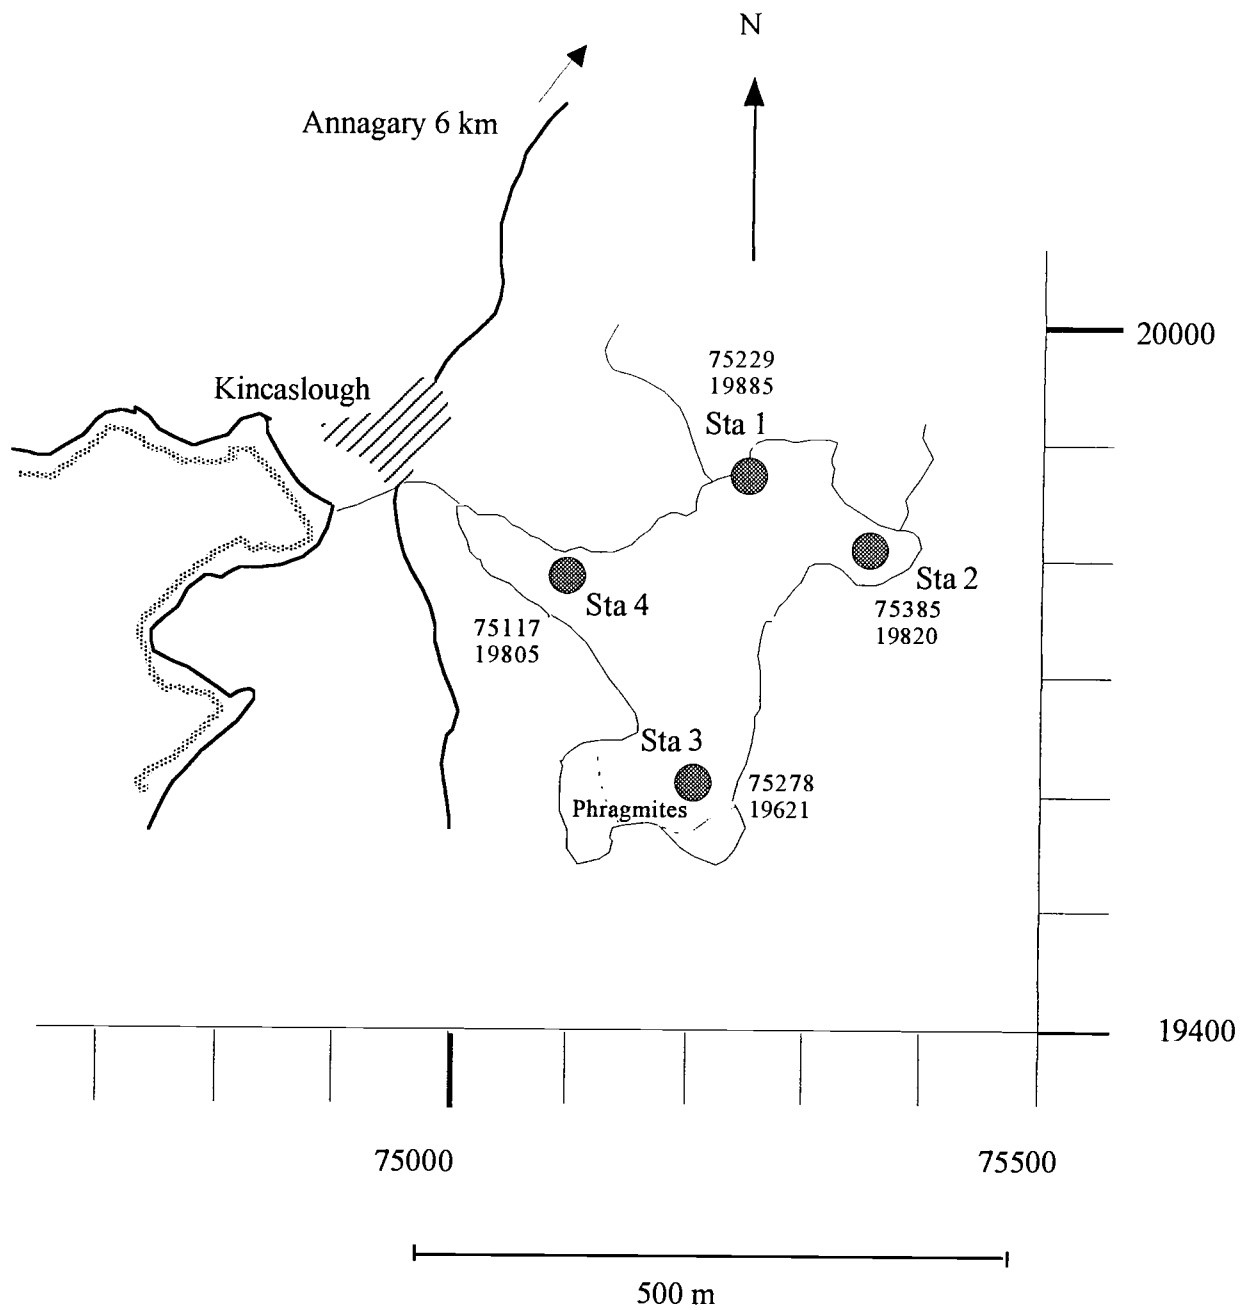 N
Annagary 6 km
20000
75229
19885
Kincaslough
Sta 1
Sta 2
Sta 4
75385
19820
75117
19805
Sta 3
75278
19621
Phragmites
19400
75000
75500
500 m